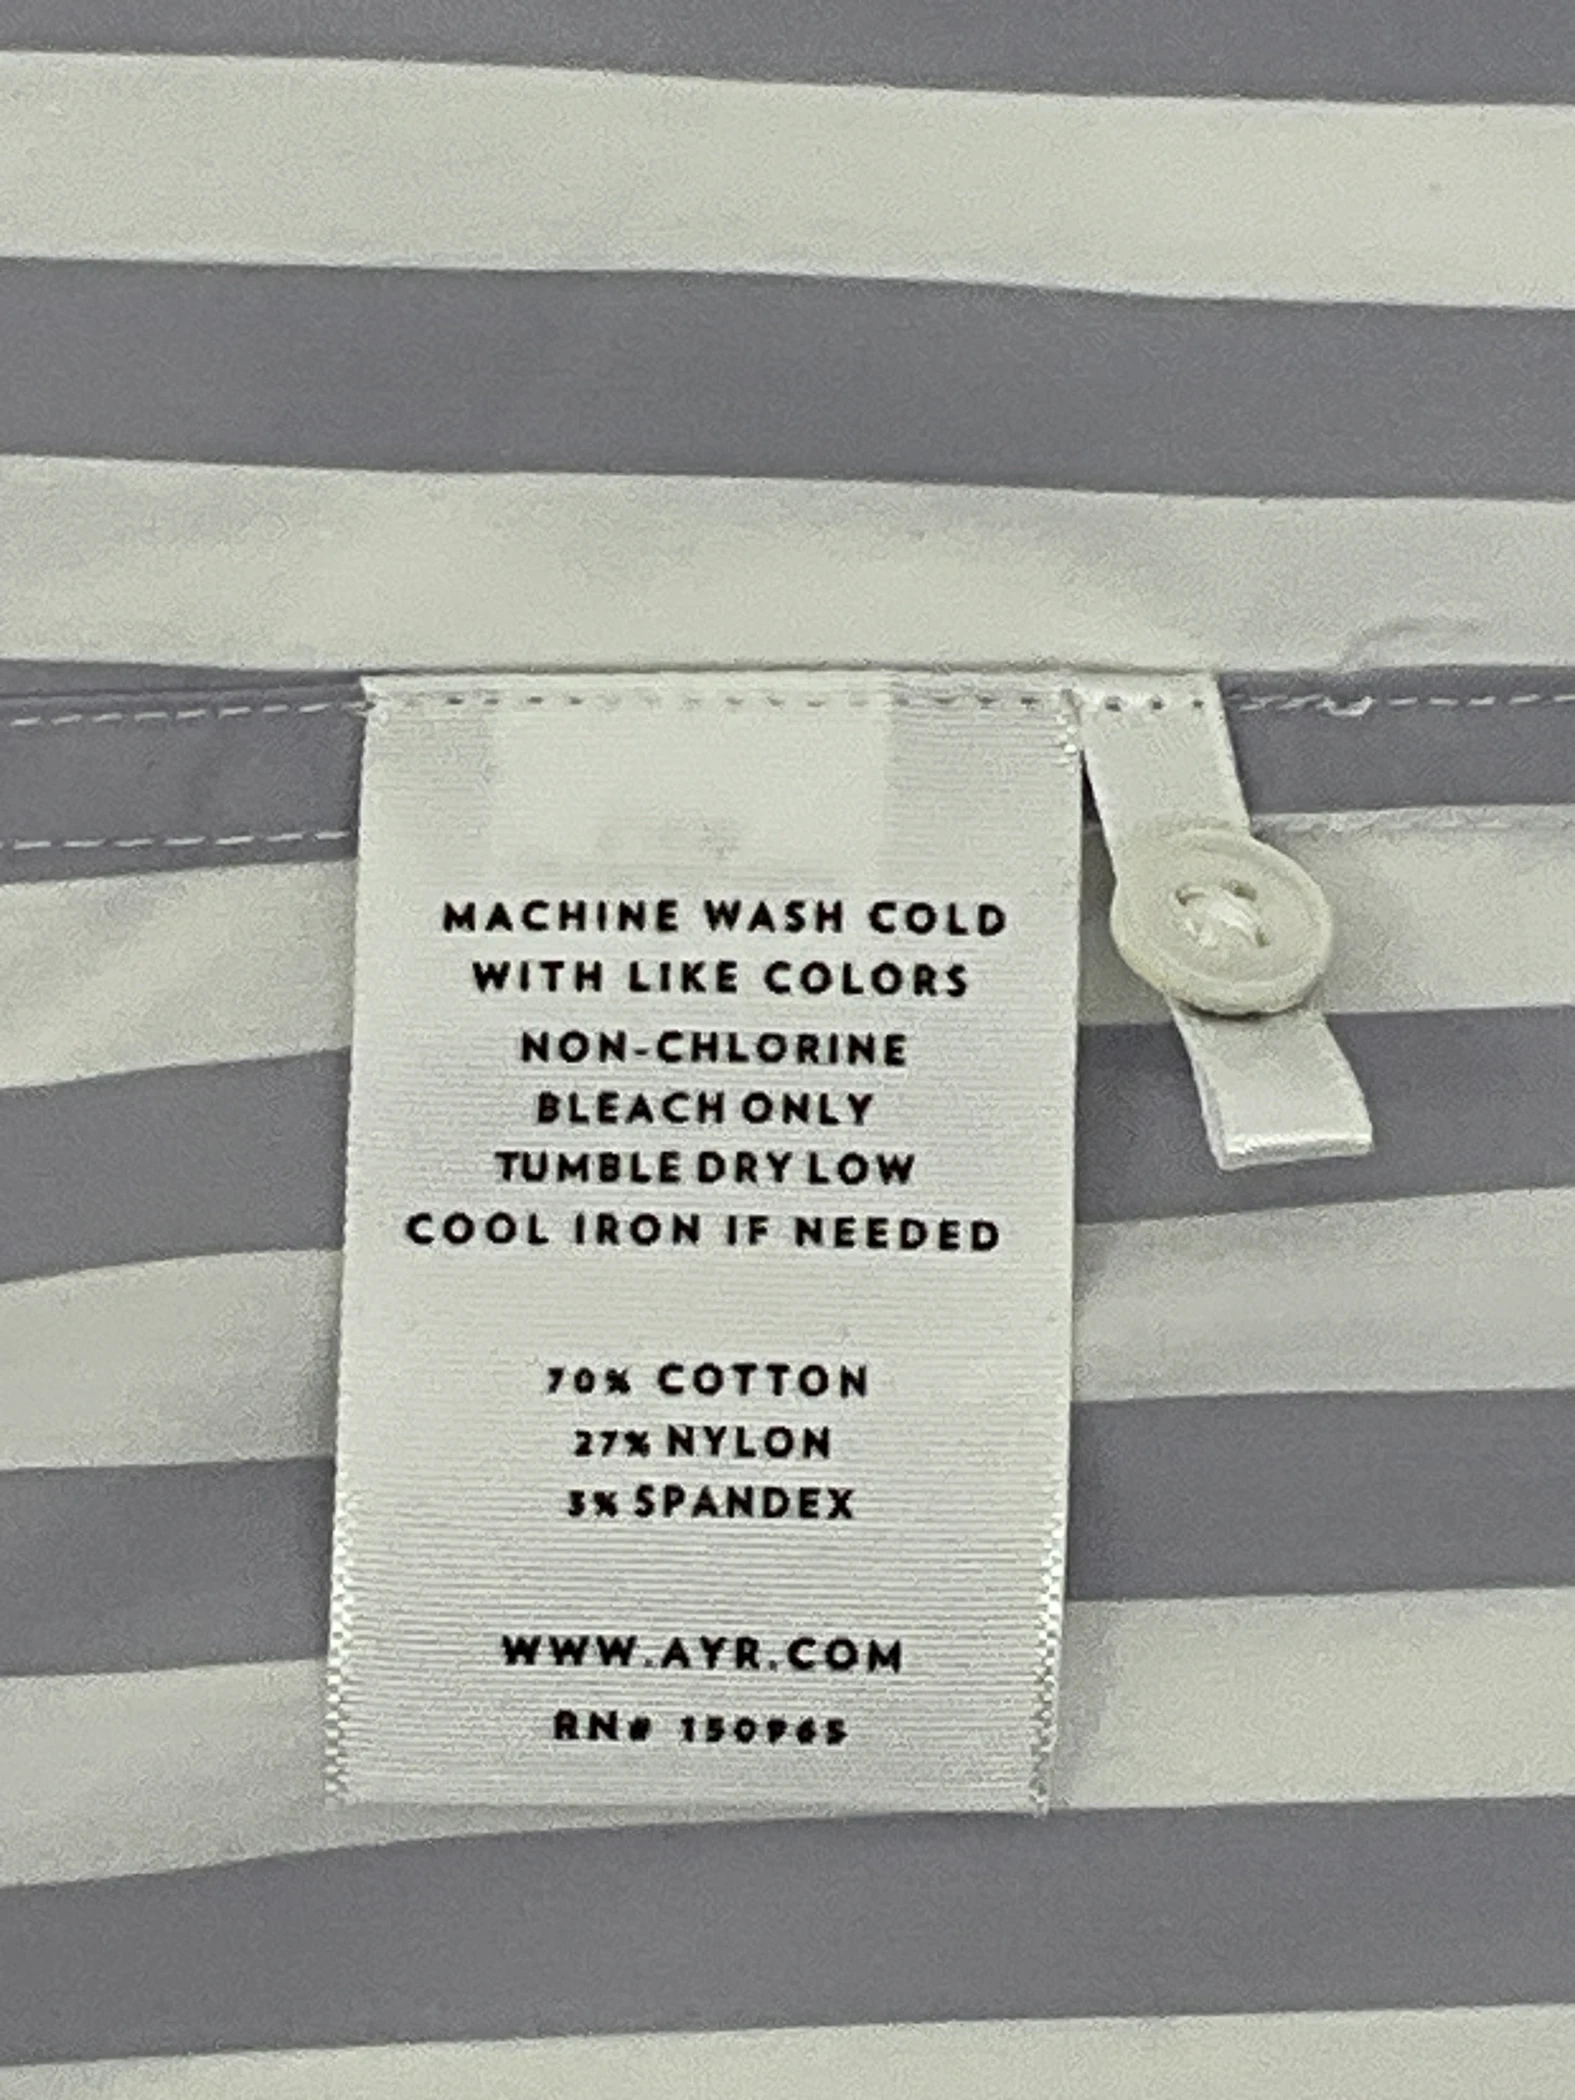 MACHINE WASH COLD
WITH LIKE COLORS
NON-CHLORINE
BLEACH ONLY
TUMBLE DRY LOW
COOL IRON IF NEEDED
70% COTTON
27% NYLON
3% SPANDEX
WWW.AYR.COM
RN# 150965